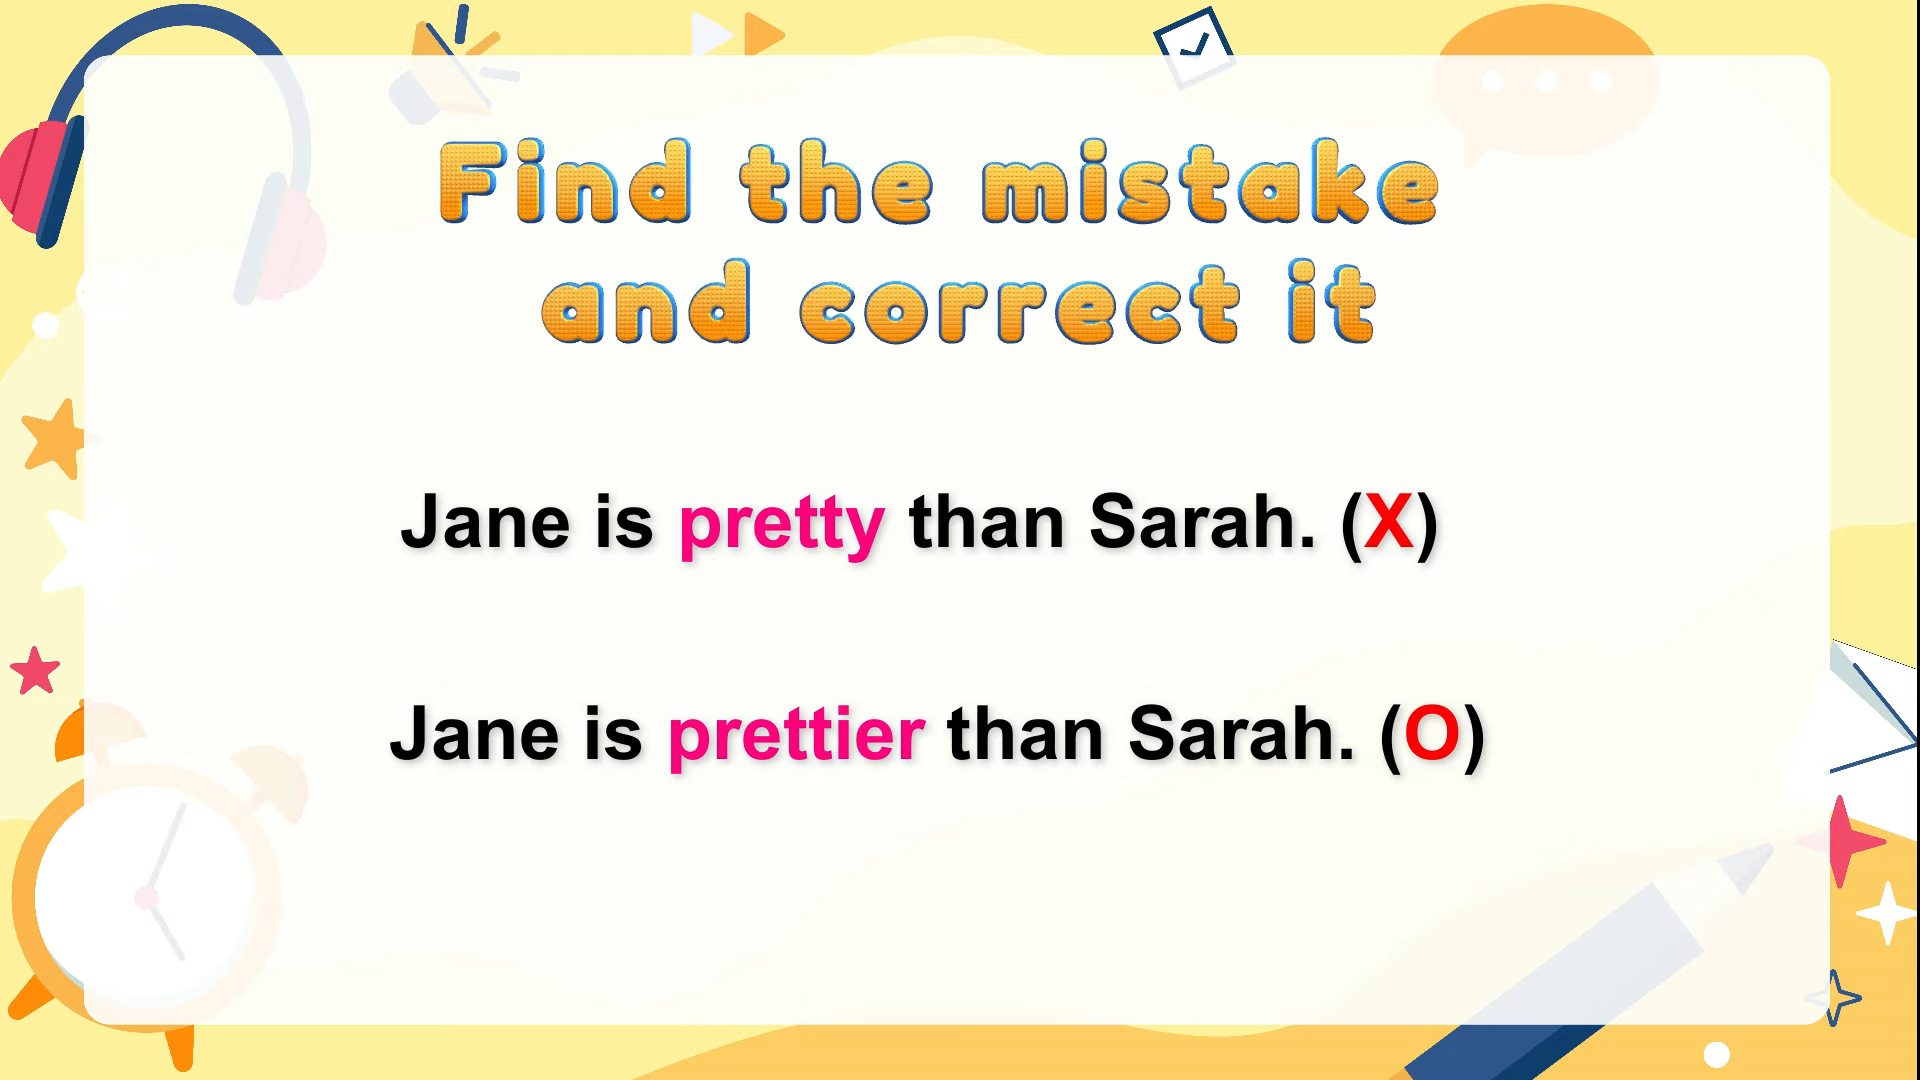 Find the mistake
and correct it
Jane is pretty than Sarah. (X)
Jane is prettier than Sarah. (O)